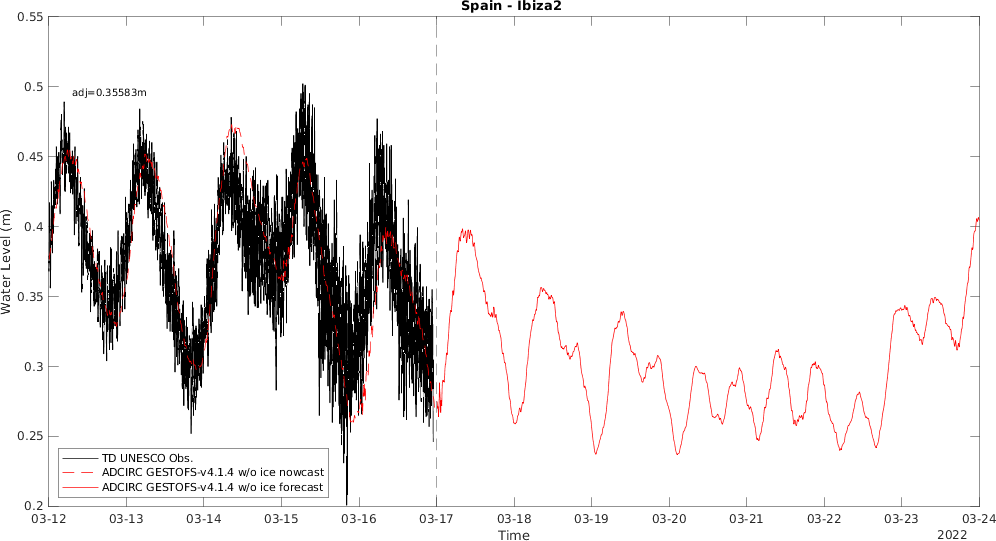 Spain - Ibiza2
adj=0.35583m
0.55
0.5
0.45
0.4
0.35
0.3
0.25
0.2
Water Level (m)
TD UNESCO Obs.
ADCIRC GESTOFS-v4.1.4 w/o ice nowcast
ADCIRC GESTOFS-v4.1.4 w/o ice forecast
03-12 03-13 03-14 03-15 03-16 03-17 03-18 03-19 03-20 03-21 03-22 03-23 03-24
Time
2022